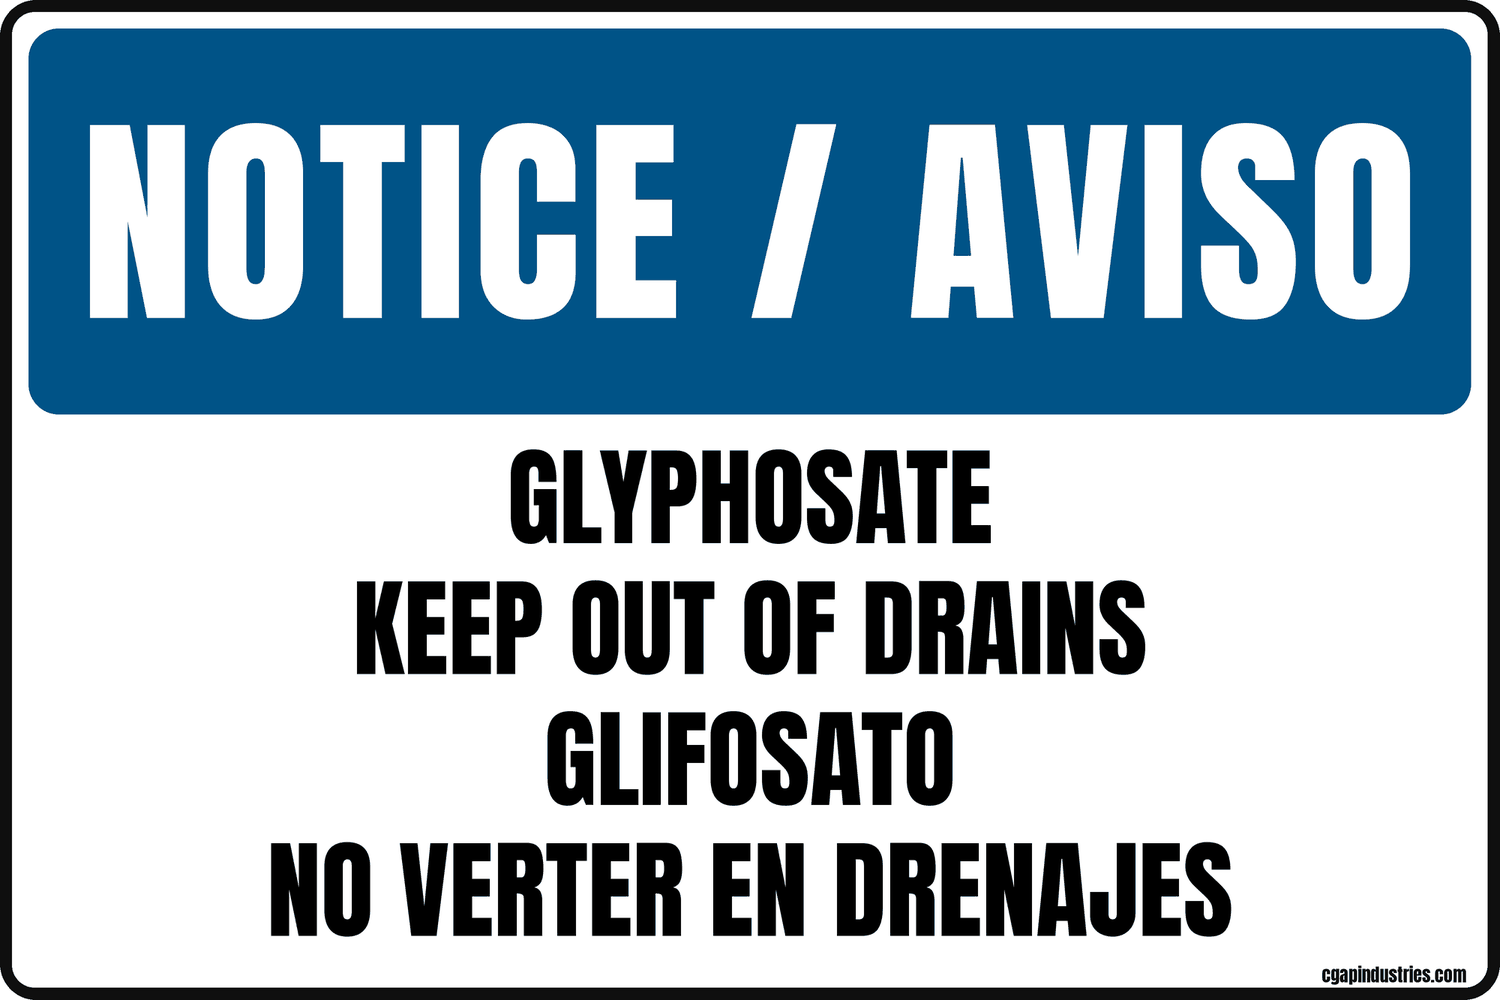 NOTICE / AVISO
GLYPHOSATE
KEEP OUT OF DRAINS
GLIFOSATO
NO VERTER EN DRENAJES
cgapindustries.com